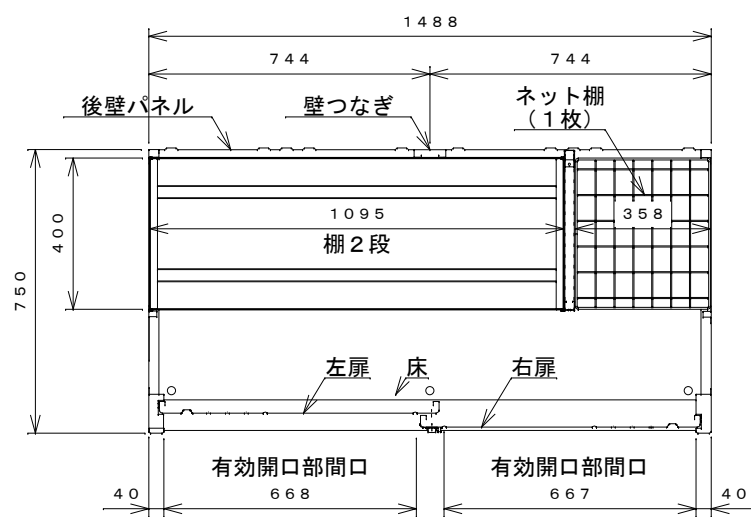 1488
744
744
後壁パネル
壁つなぎ
ネット棚
(1枚)
1095
358
棚2段
400
750
左扉
床
右扉
有効開口部間口
有効開口部間口
40
668
667
40